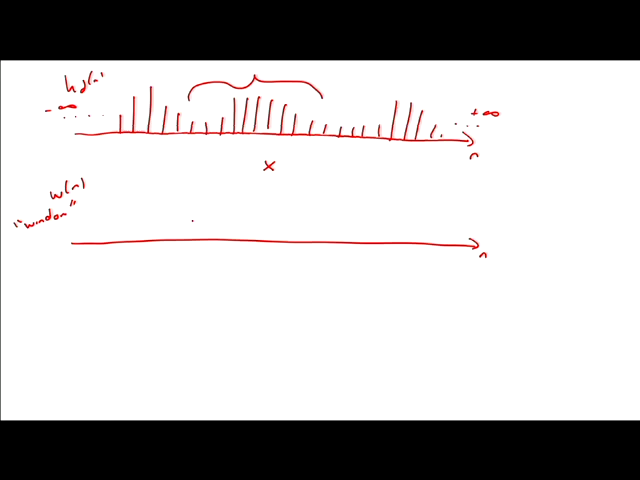 hd(n)
- ∞
+ ∞
n
x
w(n)
"window"
n